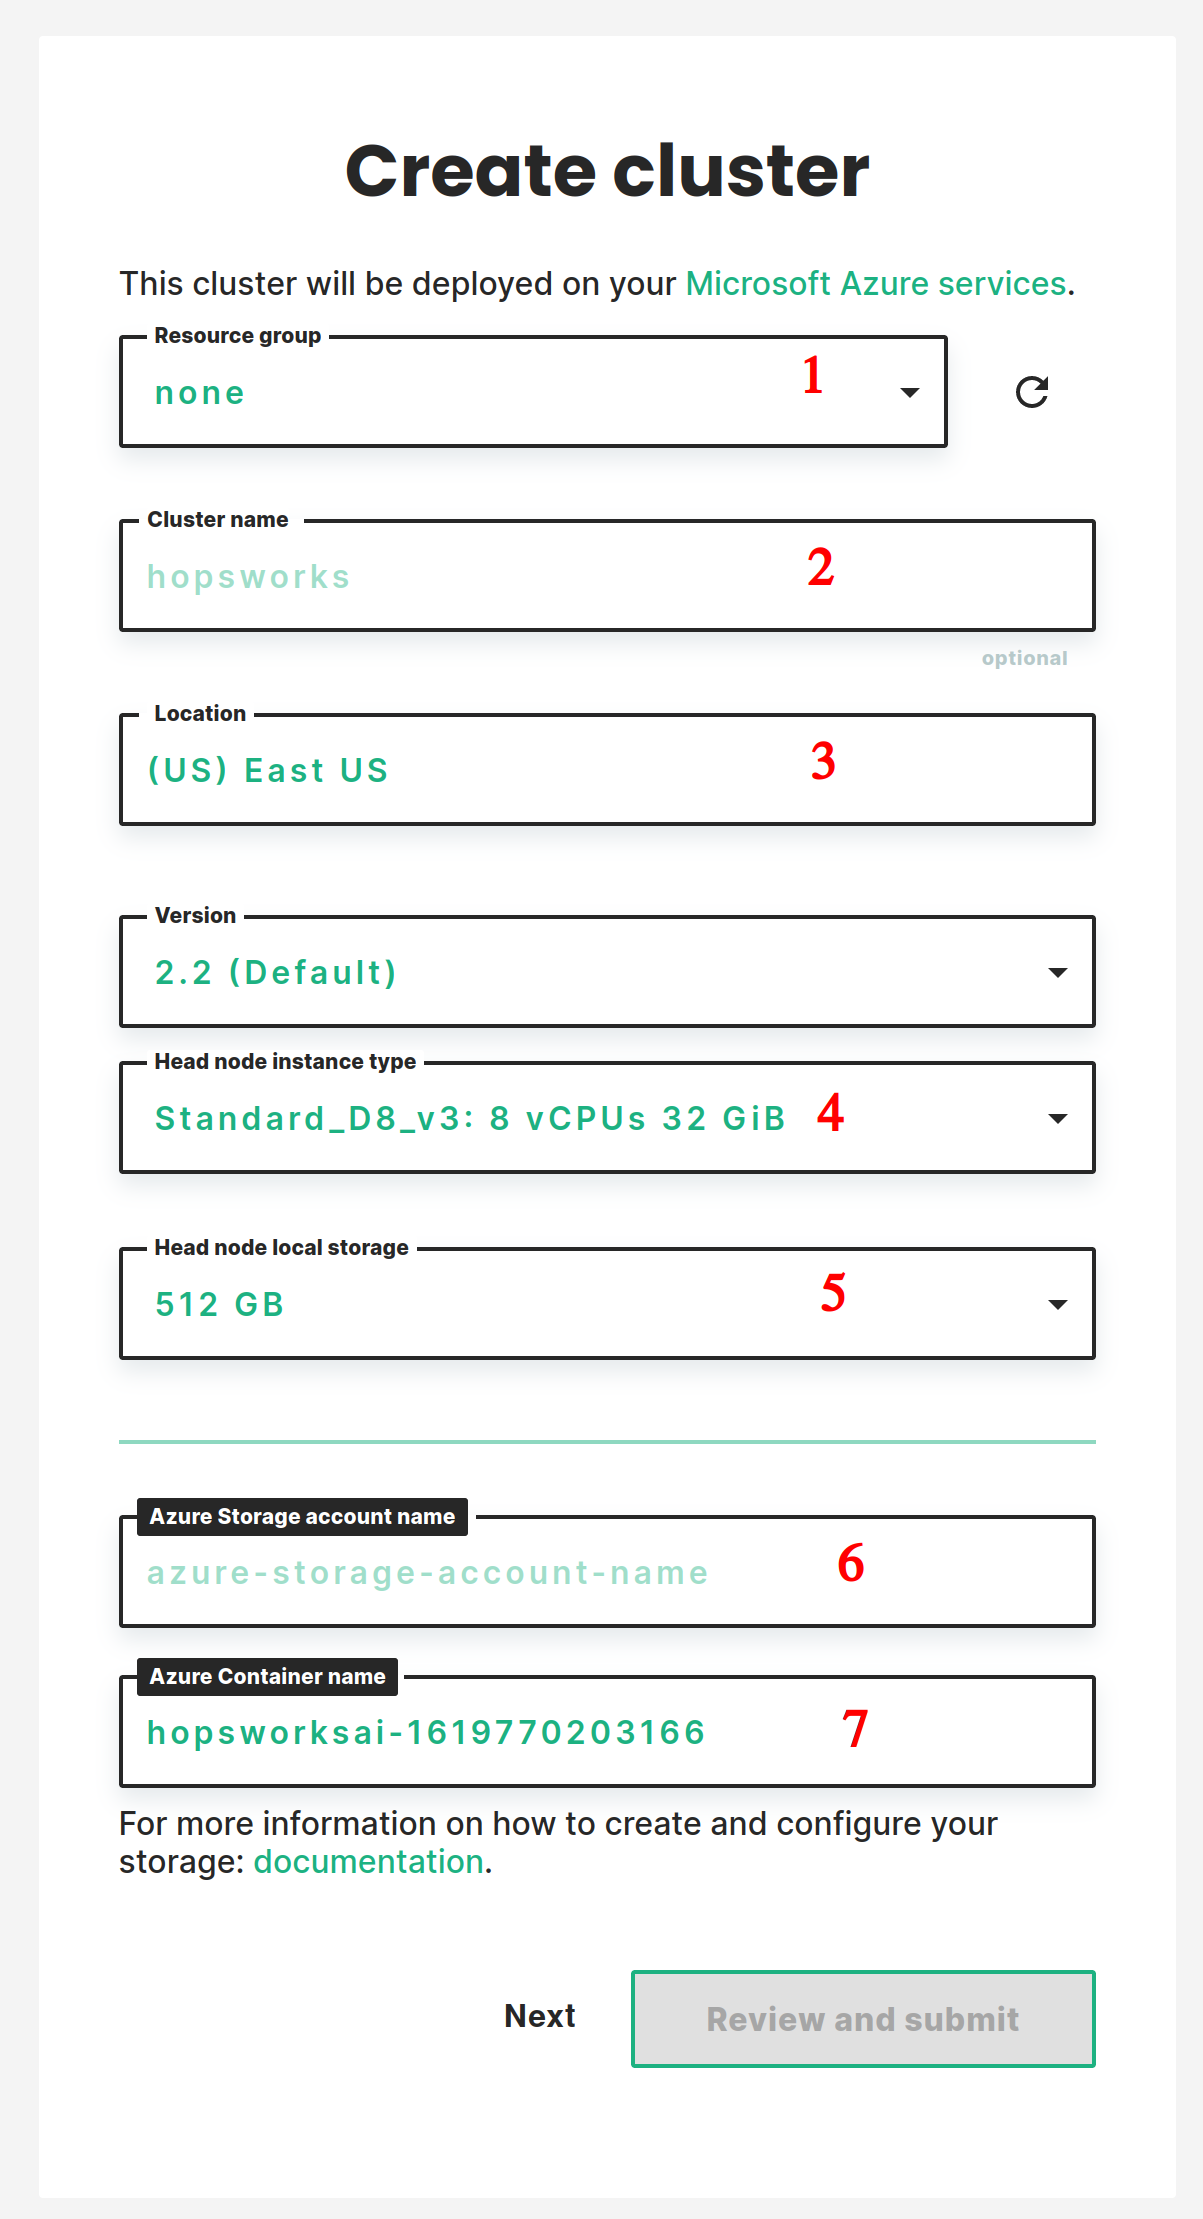 Create cluster
This cluster will be deployed on your Microsoft Azure services.
Resource group
none 1
Cluster name
hopsworks 2
optional
Location
(US) East US 3
Version
2.2 (Default)
Head node instance type
Standard_D8_v3: 8 vCPUs 32 GiB 4
Head node local storage
512 GB 5
Azure Storage account name
azure-storage-account-name 6
Azure Container name
hopsworksai-1619770203166 7
For more information on how to create and configure your
storage: documentation.
Next Review and submit